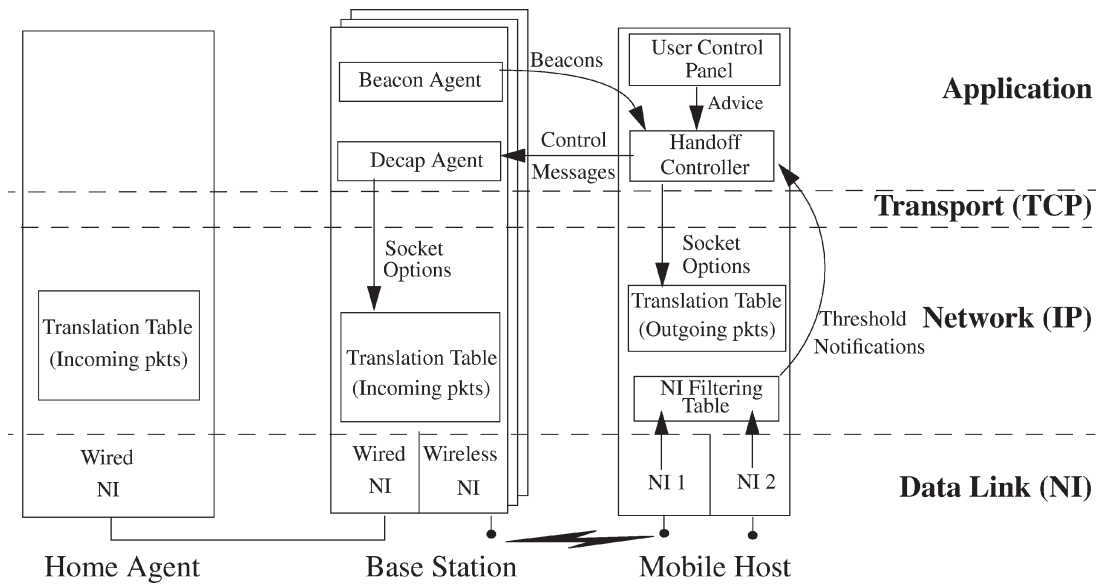 Beacon Agent
Beacons
User Control
Panel
Application
Advice
Decap Agent
Control
Messages
Handoff
Controller
Transport (TCP)
Socket
Options
Socket
Options
Translation Table
(Incoming pkts)
Translation Table
(Incoming pkts)
Translation Table
(Outgoing pkts)
Threshold
Notifications
Network (IP)
NI Filtering
Table
Wired
NI
Wired
NI
Wireless
NI
NI 1
NI 2
Data Link (NI)
Home Agent
Base Station
Mobile Host